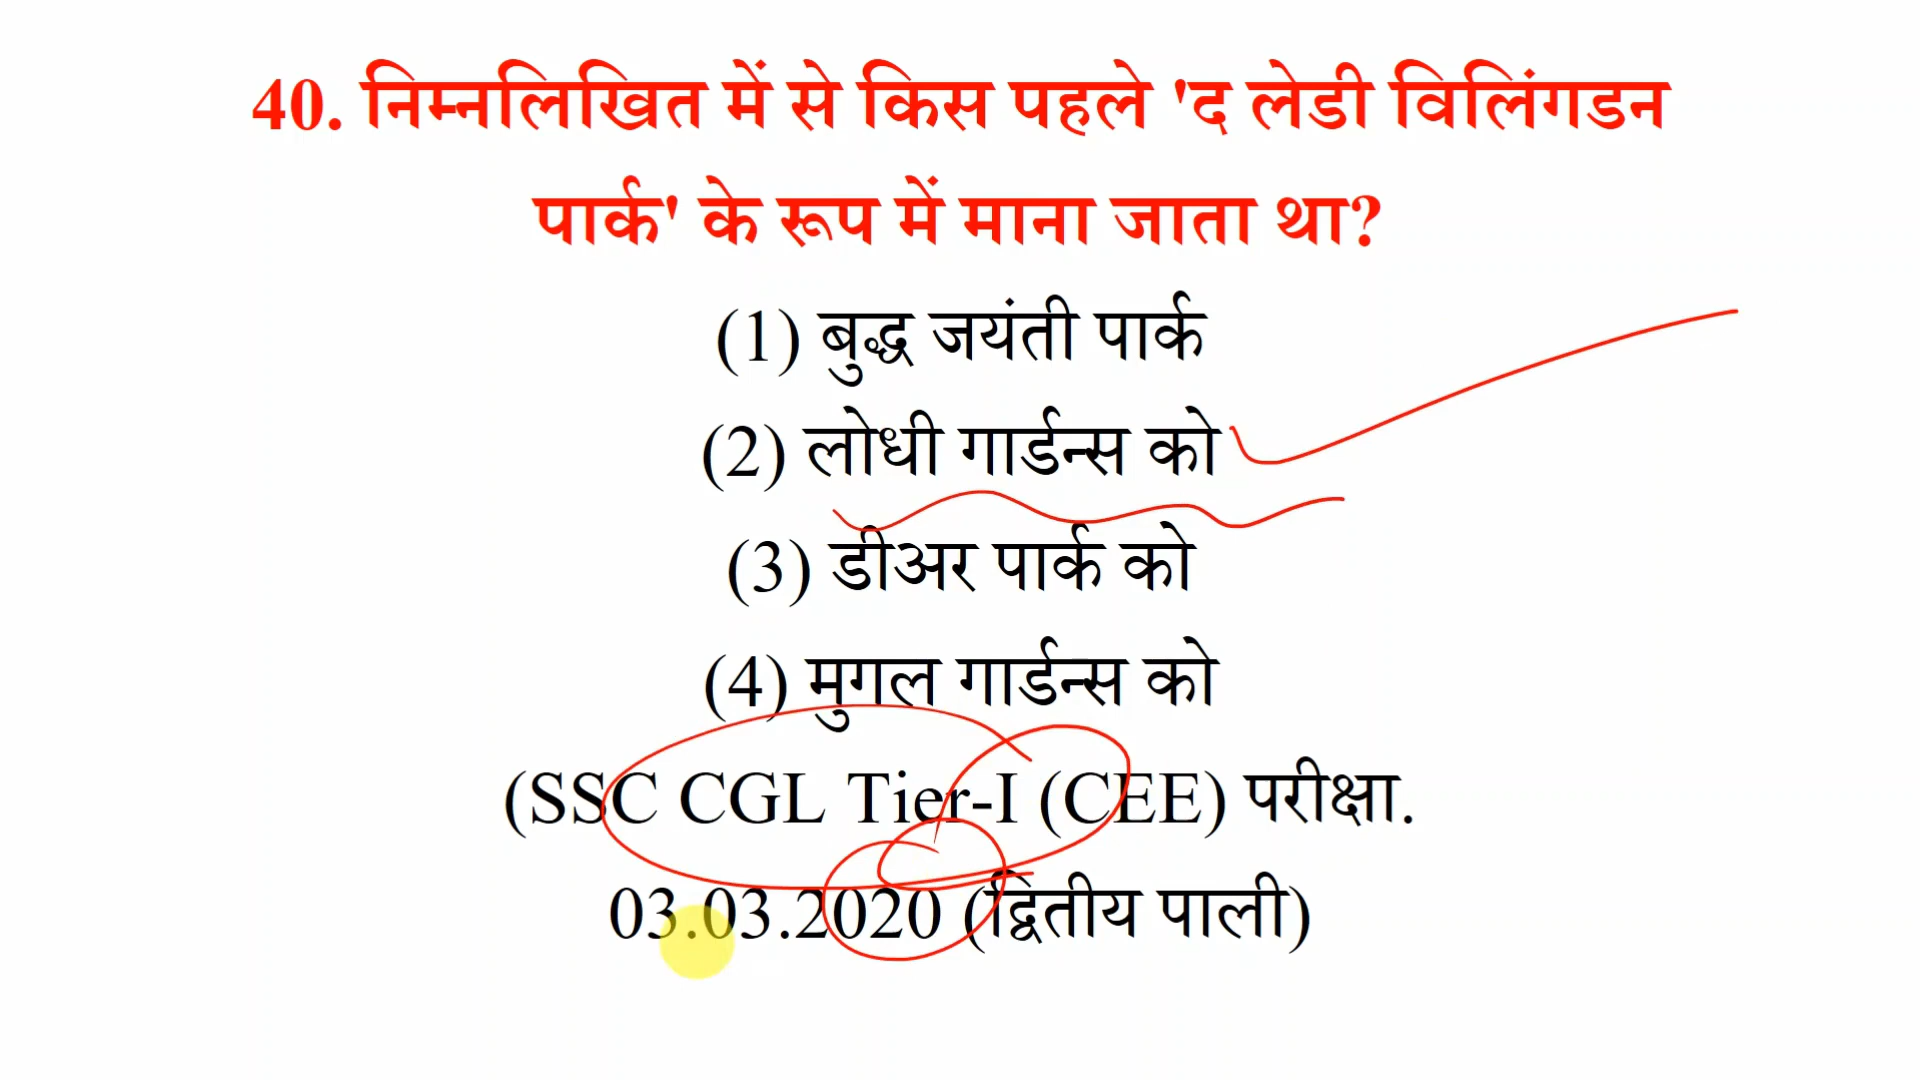 40. निम्नलिखित में से किस पहले 'द लेडी विलिंगडन
पार्क' के रूप में माना जाता था?
(1) बुद्ध जयंती पार्क
(2) लोधी गार्डन्स को
(3) डीअर पार्क को
(4) मुगल गार्डन्स को
(SSC CGL Tier-I (CEE) परीक्षा.
03.03.2020 (द्वितीय पाली)